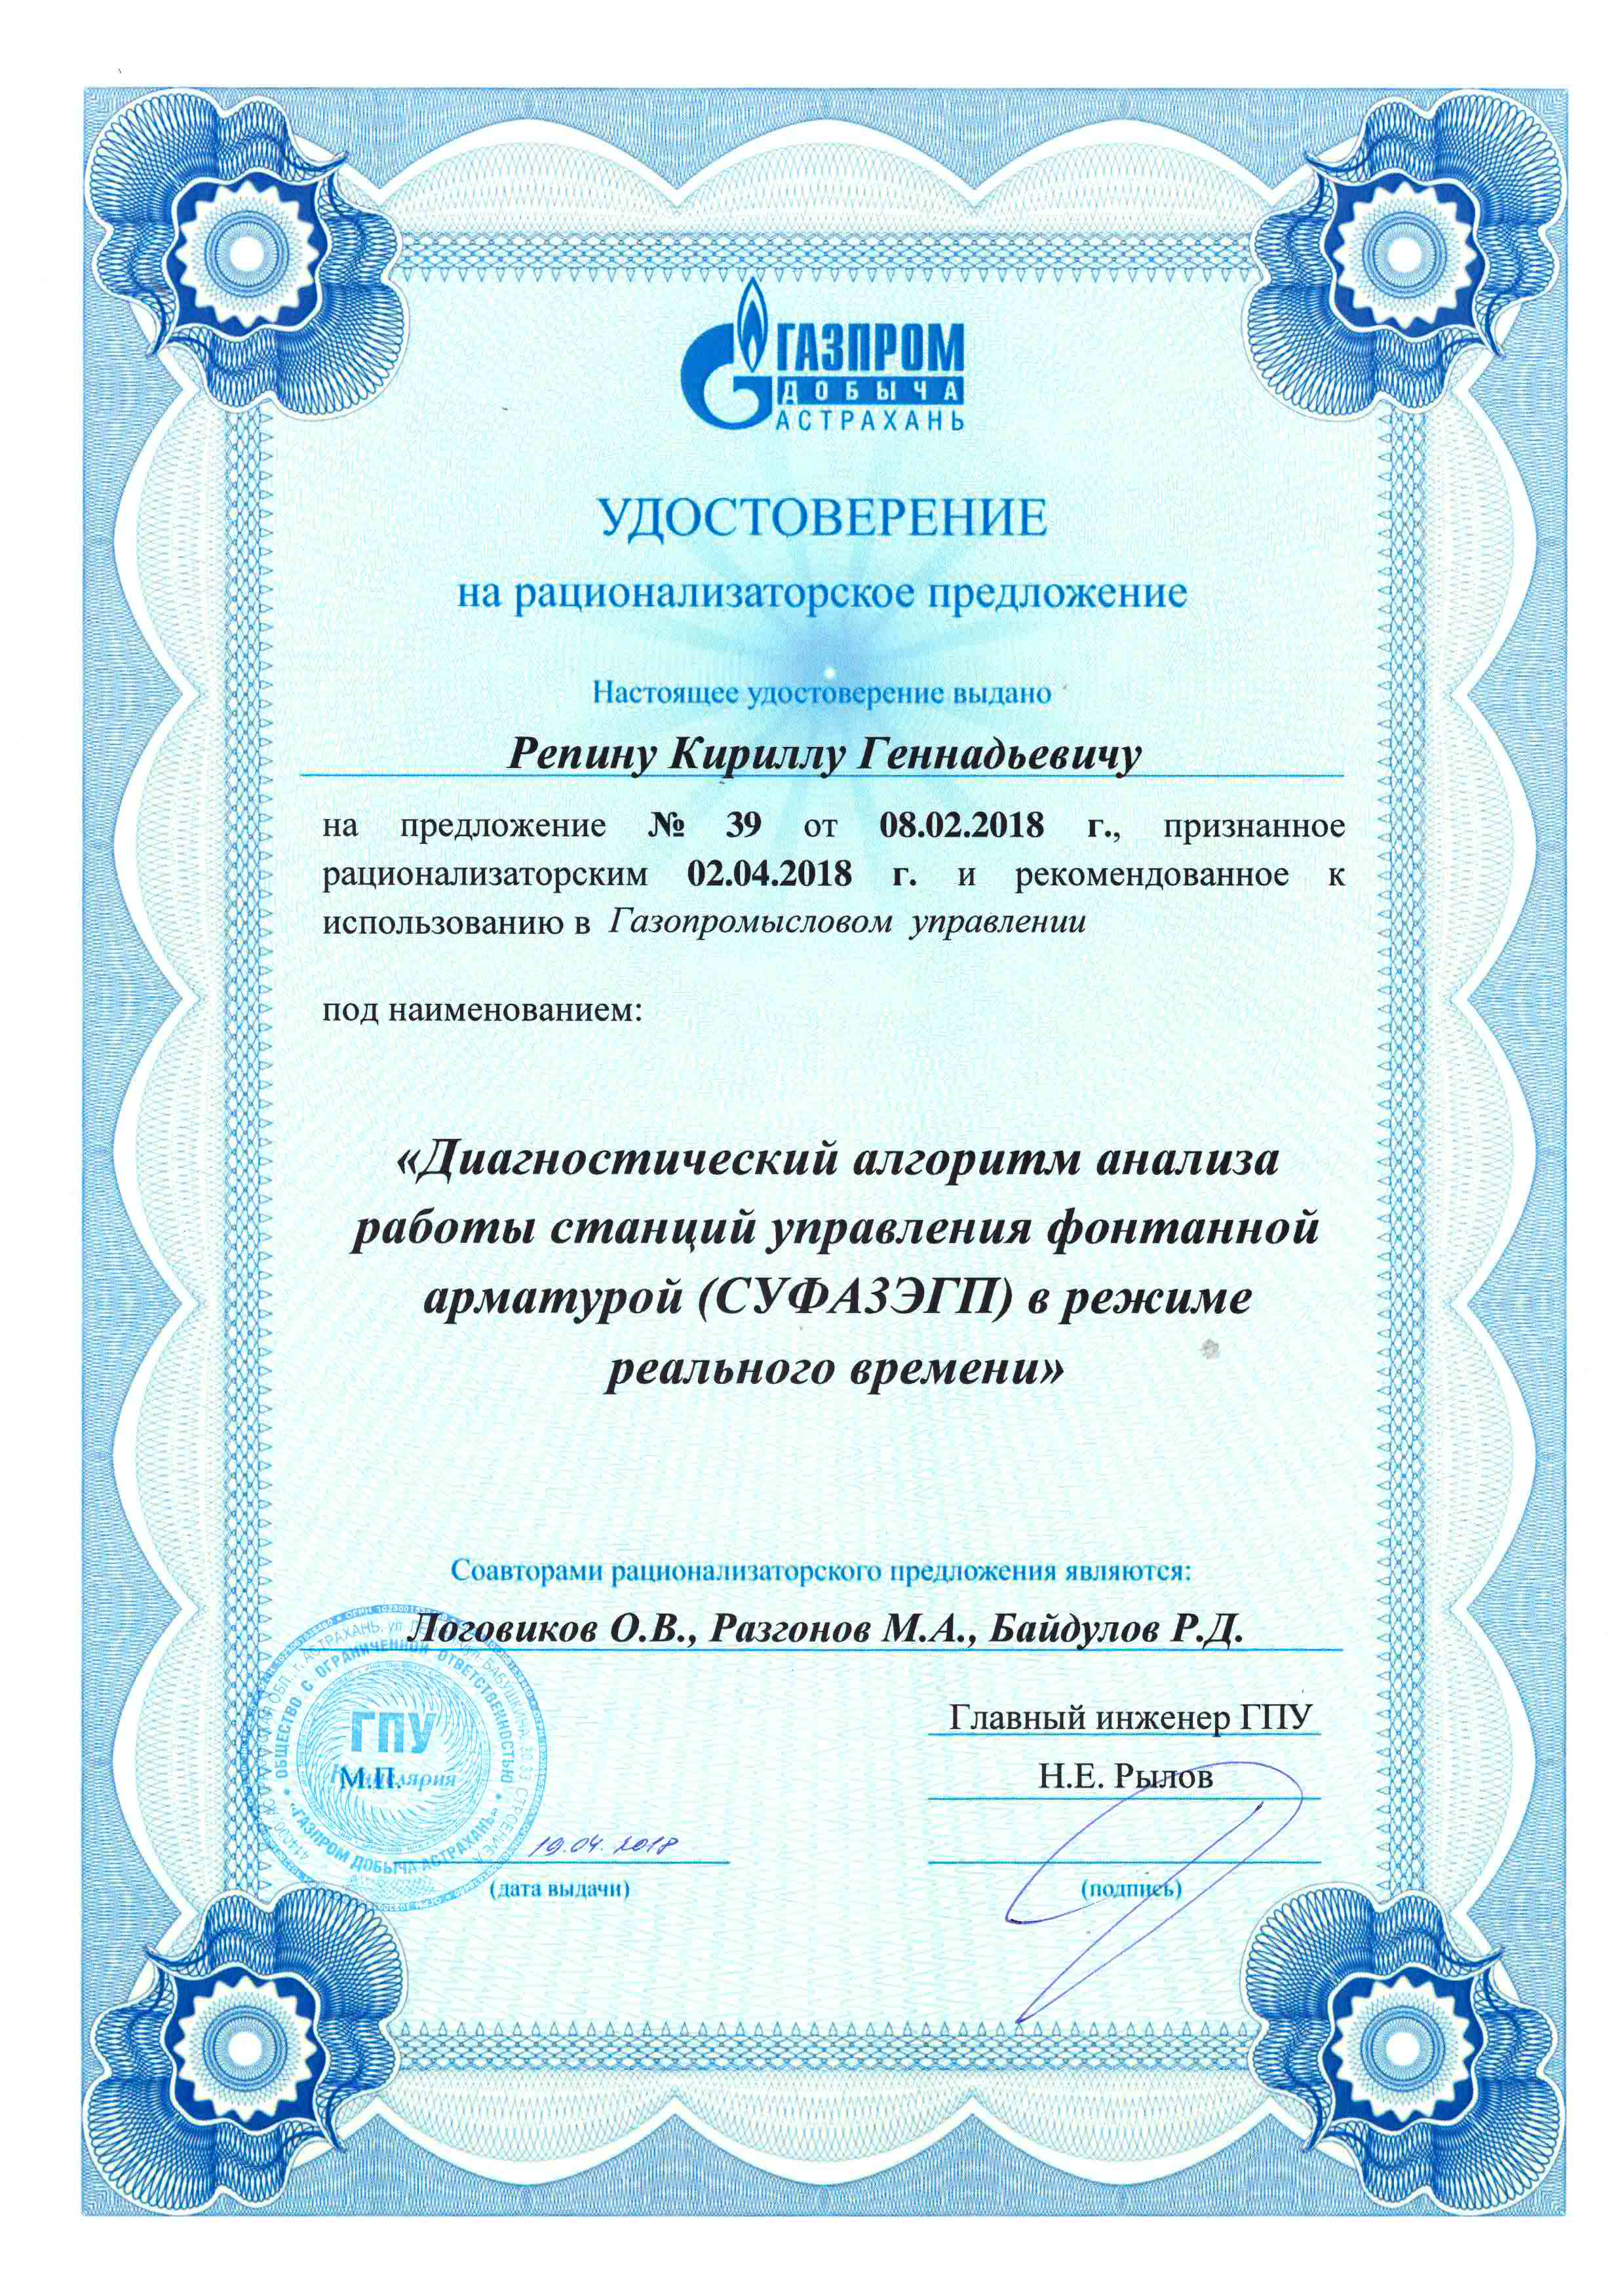 ГАЗПРОМ
ДОБЫЧА
АСТРАХАНЬ
УДОСТОВЕРЕНИЕ
на рационализаторское предложение
Настоящее удостоверение выдано
Репину Кириллу Геннадьевичу
на предложение № 39 от 08.02.2018 г., признанное
рационализаторским 02.04.2018 г. и рекомендованное к
использованию в Газопромысловом управлении
под наименованием:
«Диагностический алгоритм анализа
работы станций управления фонтанной
арматурой (СУФАЗЭГП) в режиме
реального времени»
Соавторами рационализаторского предложения являются:
Логовиков О.В., Разгонов М.А., Байдулов Р.Д.
ОБЩЕСТВО С ОГРАНИЧЕННОЙ ОТВЕТСТВЕННОСТЬЮ
«ГАЗПРОМ ДОБЫЧА АСТРАХАНЬ»
ГПУ
М.П.
Главный инженер ГПУ
Н.Е. Рылов
19.04.2018
(дата выдачи)
(подпись)